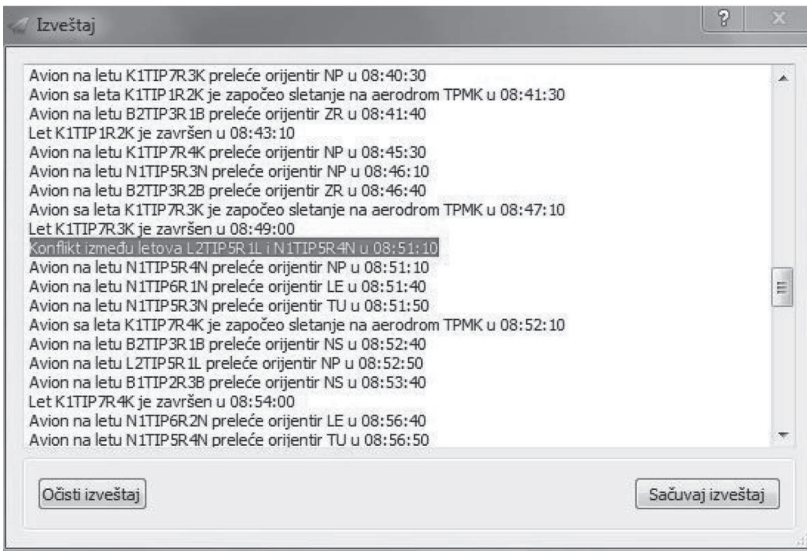 Izveštaj
Avion na letu K1TIP7R3K preleće orijentir NP u 08:40:30
Avion sa leta K1TIP1R2K je započeo sletanje na aerodrom TPMK u 08:41:30
Avion na letu B2TIP3R1B preleće orijentir ZR u 08:41:40
Let K1TIP1R2K je završen u 08:43:10
Avion na letu K1TIP7R4K preleće orijentir NP u 08:45:30
Avion na letu N1TIP5R3N preleće orijentir NP u 08:46:10
Avion na letu B2TIP3R2B preleće orijentir ZR u 08:46:40
Avion sa leta K1TIP7R3K je započeo sletanje na aerodrom TPMK u 08:47:10
Let K1TIP7R3K je završen u 08:49:00
Konflikt između letova L2TIP5R1L i N1TIP5R4N u 08:51:10
Avion na letu N1TIP5R4N preleće orijentir NP u 08:51:10
Avion na letu N1TIP6R1N preleće orijentir LE u 08:51:40
Avion na letu N1TIP5R3N preleće orijentir TU u 08:51:50
Avion sa leta K1TIP7R4K je započeo sletanje na aerodrom TPMK u 08:52:10
Avion na letu B2TIP3R1B preleće orijentir NS u 08:52:40
Avion na letu L2TIP5R1L preleće orijentir NP u 08:52:50
Avion na letu B1TIP2R3B preleće orijentir NS u 08:53:40
Let K1TIP7R4K je završen u 08:54:00
Avion na letu N1TIP6R2N preleće orijentir LE u 08:56:40
Avion na letu N1TIP5R4N preleće orijentir TU u 08:56:50
Očisti izveštaj
Sačuvaj izveštaj